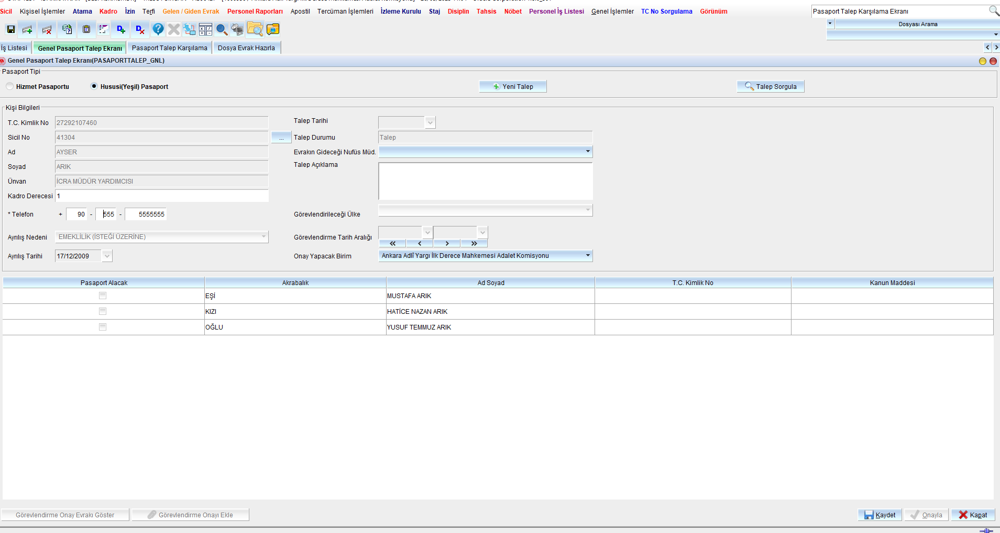 Sicil Kişisel İşlemler Atama Kadro İzin Terfi Gelen / Giden Evrak Personel Raporları Apostil Tercüman İşlemleri İzleme Kurulu Staj Disiplin Tahsis Nöbet Personel İş Listesi Genel İşlemler TC No Sorgulama Görünüm
Pasaport Talep Karşılama Ekranı
Dosyası Arama
İş Listesi Genel Pasaport Talep Ekranı Pasaport Talep Karşılama Dosya Evrak Hazırla
Genel Pasaport Talep Ekranı(PASAPORTTALEP_GNL)
Pasaport Tipi
Hizmet Pasaportu Hususi(Yeşil) Pasaport Yeni Talep Talep Sorgula
Kişi Bilgileri
T.C. Kimlik No 27292107460 Talep Tarihi
Sicil No 41304 ... Talep Durumu Talep
Ad AYSER Evrakın Gideceği Nufüs Müd.
Soyad ARIK Talep Açıklama
Ünvan İCRA MÜDÜR YARDIMCISI
Kadro Derecesi 1
* Telefon + 90 - 555 - 5555555 Görevlendirileceği Ülke
Ayrılış Nedeni EMEKLİLİK (İSTEĞİ ÜZERİNE) Görevlendirme Tarih Aralığı
Ayrılış Tarihi 17/12/2009 Onay Yapacak Birim Ankara Adlî Yargı İlk Derece Mahkemesi Adalet Komisyonu
Pasaport Alacak Akrabalık Ad Soyad T.C. Kimlik No Kanun Maddesi
EŞİ MUSTAFA ARIK
KIZI HATİCE NAZAN ARIK
OĞLU YUSUF TEMMUZ ARIK
Görevlendirme Onay Evrakı Göster Görevlendirme Onayı Ekle Kaydet Onayla Kapat